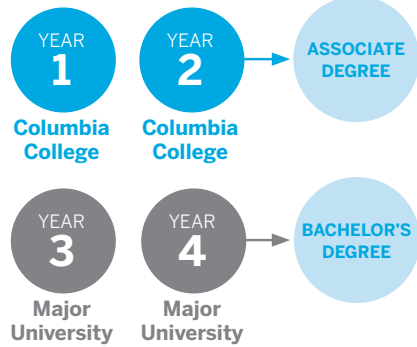 YEAR
1
YEAR
2
ASSOCIATE
DEGREE
Columbia
College
Columbia
College
YEAR
3
YEAR
4
BACHELOR'S
DEGREE
Major
University
Major
University